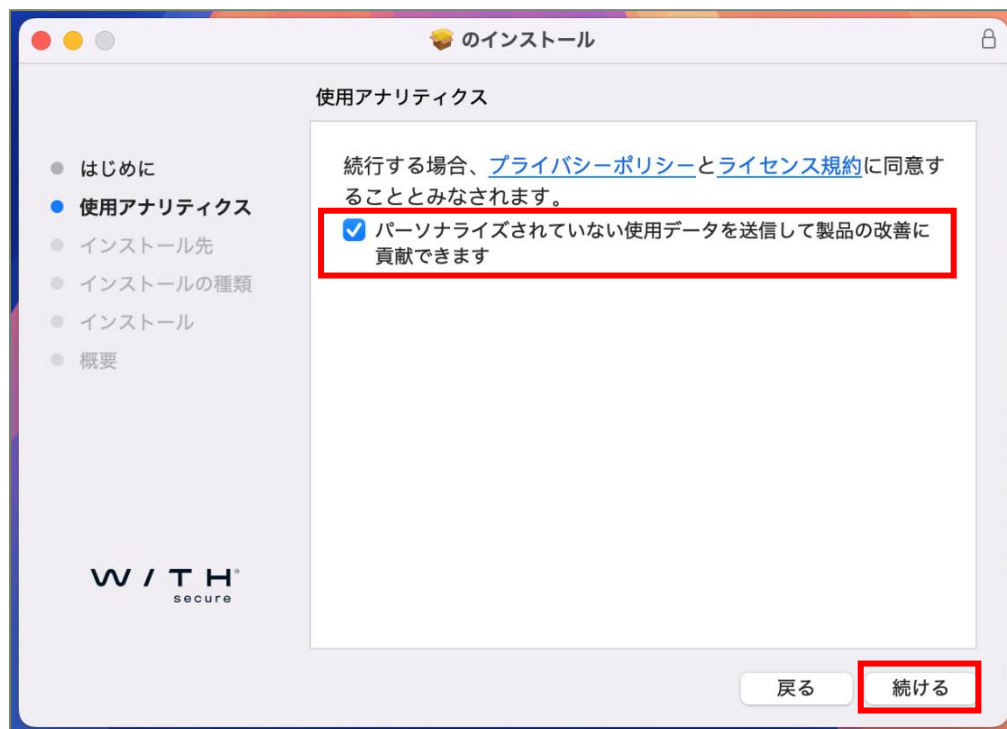 のインストール
使用アナリティクス
はじめに
使用アナリティクス
インストール先
インストールの種類
インストール
概要
続行する場合、プライバシーポリシーとライセンス規約に同意す
ることとみなされます。
パーソナライズされていない使用データを送信して製品の改善に
貢献できます
W / T H
secure
戻る
続ける